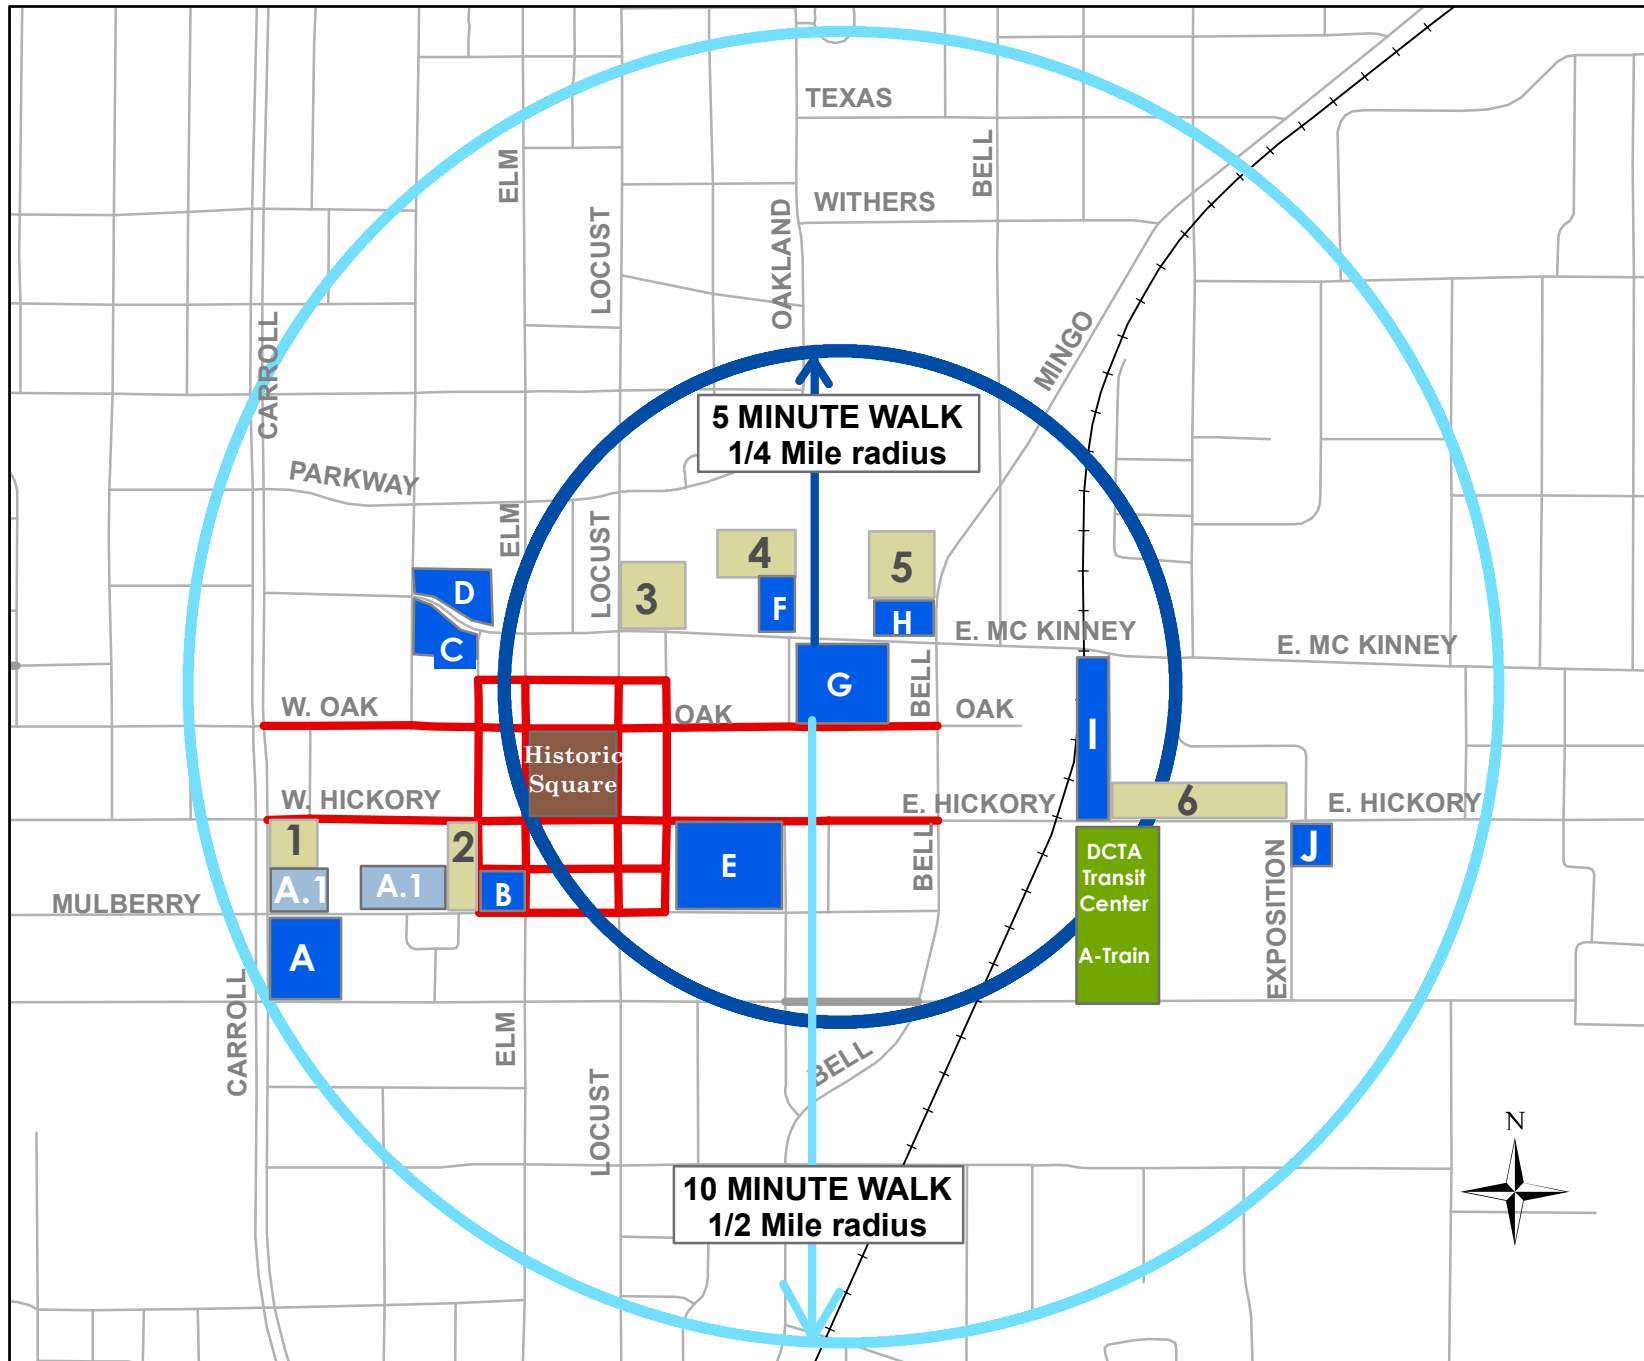 TEXAS
ELM
BELL
WITHERS
LOCUST
OAKLAND
CARROLL
MINGO
5 MINUTE WALK
1/4 Mile radius
PARKWAY
ELM
LOCUST
4
5
3
D
F
H
C
E. MC KINNEY
E. MC KINNEY
G
BELL
W. OAK
OAK
OAK
I
Historic
Square
W. HICKORY
E. HICKORY
6
E. HICKORY
1
2
BELL
E
DCTA
Transit
Center
A-Train
J
A.1
A.1
B
MULBERRY
EXPOSITION
A
CARROLL
ELM
BELL
LOCUST
N
10 MINUTE WALK
1/2 Mile radius